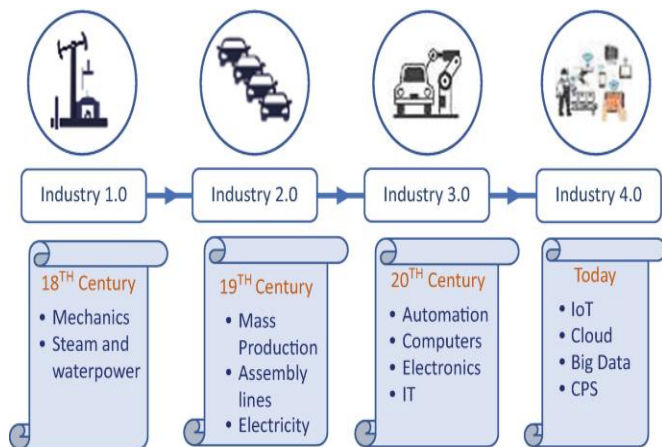 Industry 1.0
Industry 2.0
Industry 3.0
Industry 4.0
18TH Century
• Mechanics
• Steam and
waterpower
19TH Century
• Mass
Production
• Assembly
lines
• Electricity
20TH Century
• Automation
• Computers
• Electronics
• IT
Today
• IoT
• Cloud
• Big Data
• CPS